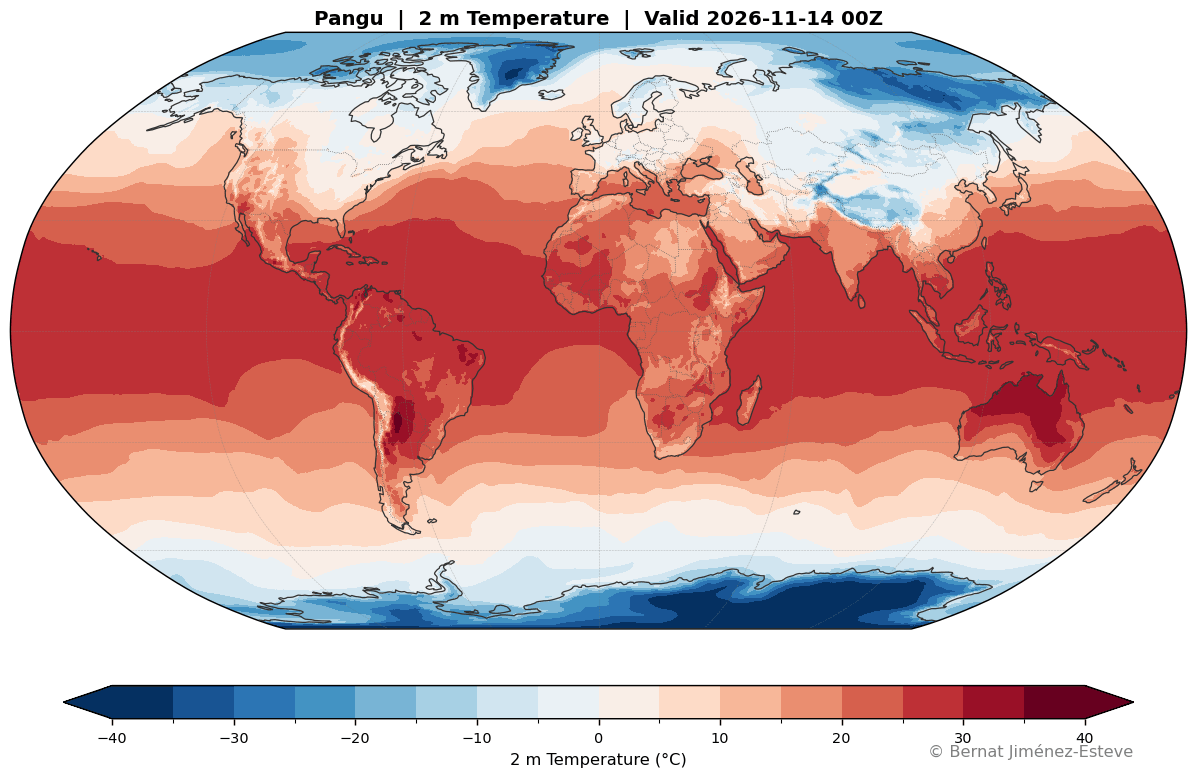 Pangu | 2 m Temperature | Valid 2026-11-14 00Z
−40 −30 −20 −10 0 10 20 30 40
2 m Temperature (°C)
© Bernat Jiménez-Esteve